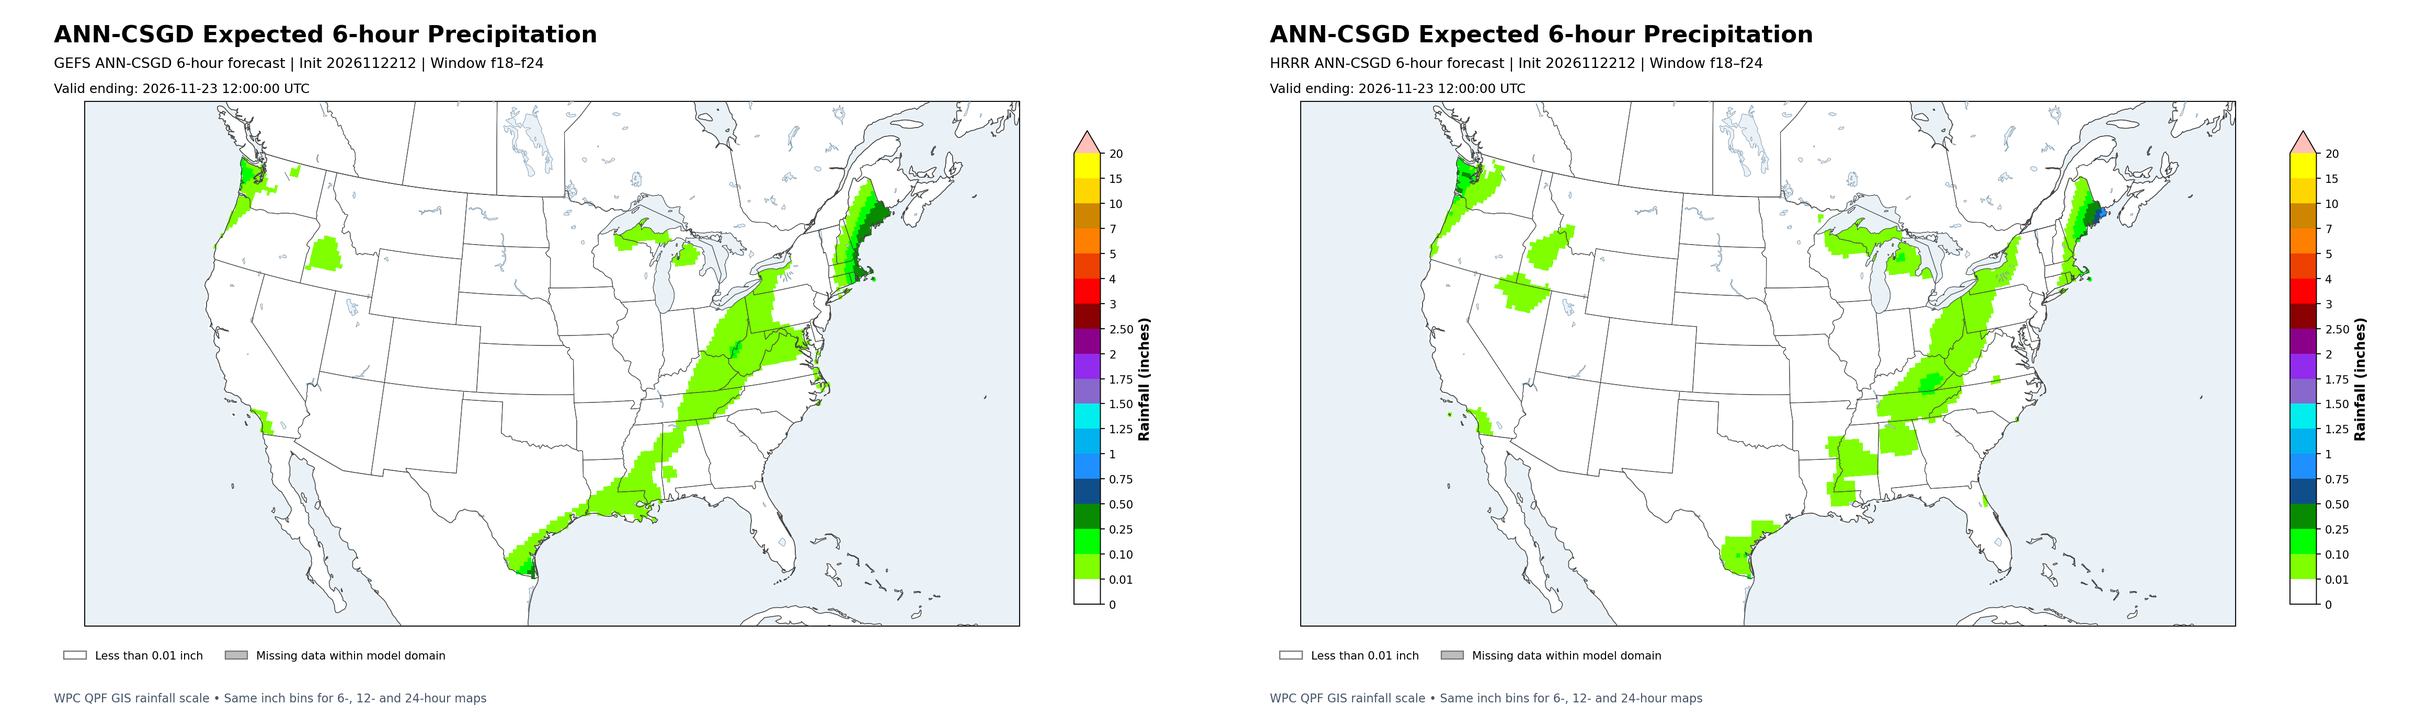 ANN-CSGD Expected 6-hour Precipitation
GEFS ANN-CSGD 6-hour forecast | Init 2026112212 | Window f18–f24
Valid ending: 2026-11-23 12:00:00 UTC
20
15
10
7
5
4
3
2.50
2
1.75
1.50
1.25
1
0.75
0.50
0.25
0.10
0.01
0
Rainfall (inches)
Less than 0.01 inch
Missing data within model domain
WPC QPF GIS rainfall scale • Same inch bins for 6-, 12- and 24-hour maps
ANN-CSGD Expected 6-hour Precipitation
HRRR ANN-CSGD 6-hour forecast | Init 2026112212 | Window f18–f24
Valid ending: 2026-11-23 12:00:00 UTC
20
15
10
7
5
4
3
2.50
2
1.75
1.50
1.25
1
0.75
0.50
0.25
0.10
0.01
0
Rainfall (inches)
Less than 0.01 inch
Missing data within model domain
WPC QPF GIS rainfall scale • Same inch bins for 6-, 12- and 24-hour maps